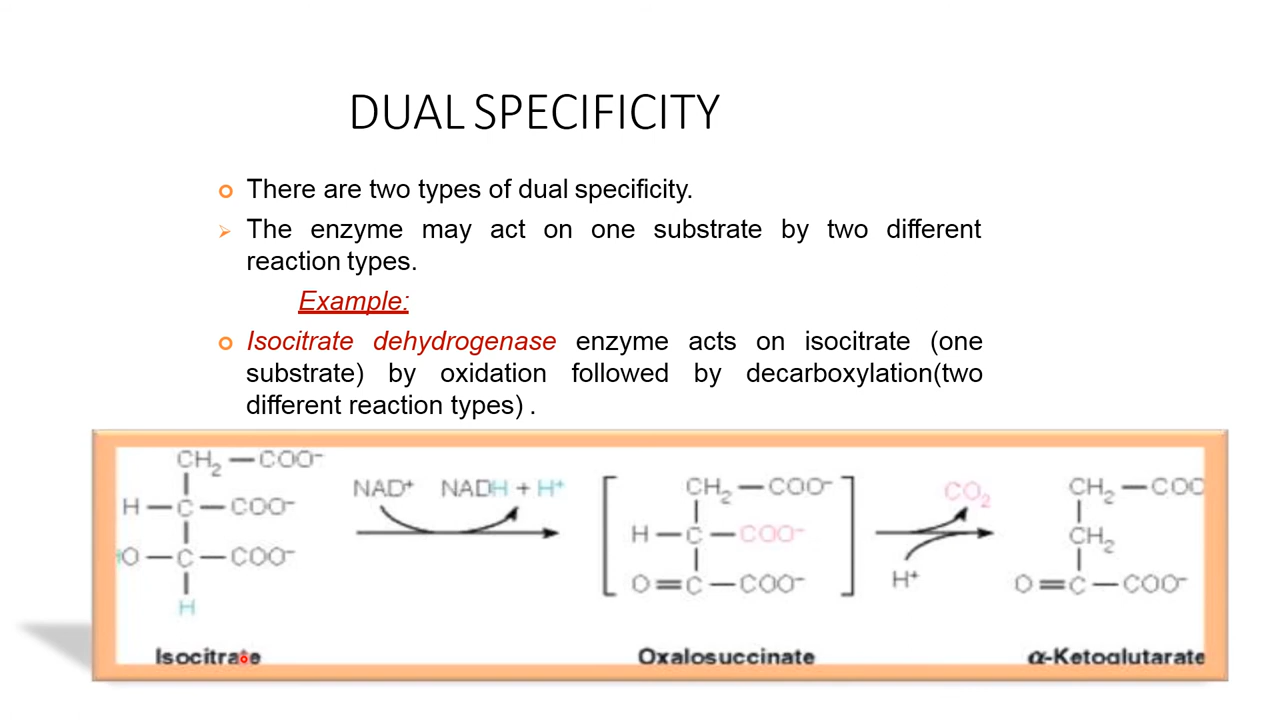 DUAL SPECIFICITY
There are two types of dual specificity.
The enzyme may act on one substrate by two different
reaction types.
Example:
Isocitrate dehydrogenase enzyme acts on isocitrate (one
substrate) by oxidation followed by decarboxylation(two
different reaction types) .
CH₂—COO⁻
H—C—COO⁻
O—C—COO⁻
H
Isocitrate
NAD⁺ NADH + H⁺
CH₂—COO⁻
H—C—COO⁻
O=C—COO⁻
Oxalosuccinate
CO₂
H⁺
CH₂—COO
CH₂
O=C—COO⁻
α-Ketoglutarate